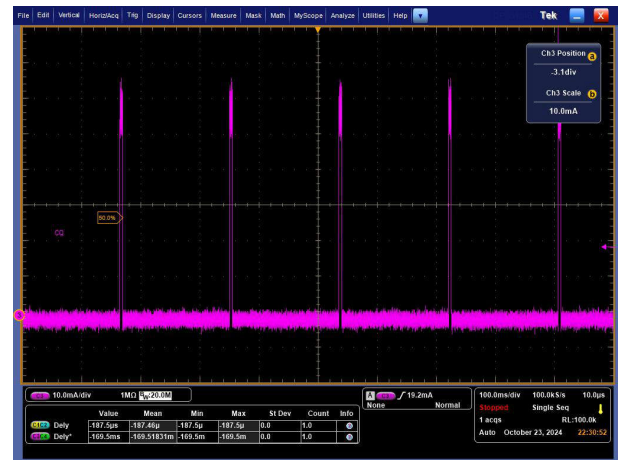 File Edit Vertical Horiz/Acq Trig Display Cursors Measure Mask Math MyScope Analyze Utilities Help Tek X
Ch3 Position a
-3.1div
Ch3 Scale b
10.0mA
50.0%
C3 10.0mA/div 1MΩ BW:20.0M
A C3 19.2mA
None Normal
100.0ms/div 100.0kS/s 10.0µs
Stopped Single Seq
1 acqs RL:100.0k
Auto October 23, 2024 22:30:52
Value Mean Min Max St Dev Count Info
C1 C2 Dely -187.5µs -187.46µ -187.5µ -187.5µ 0.0 1.0
Dely* -169.5ms -169.51831m -169.5m -169.5m 0.0 1.0